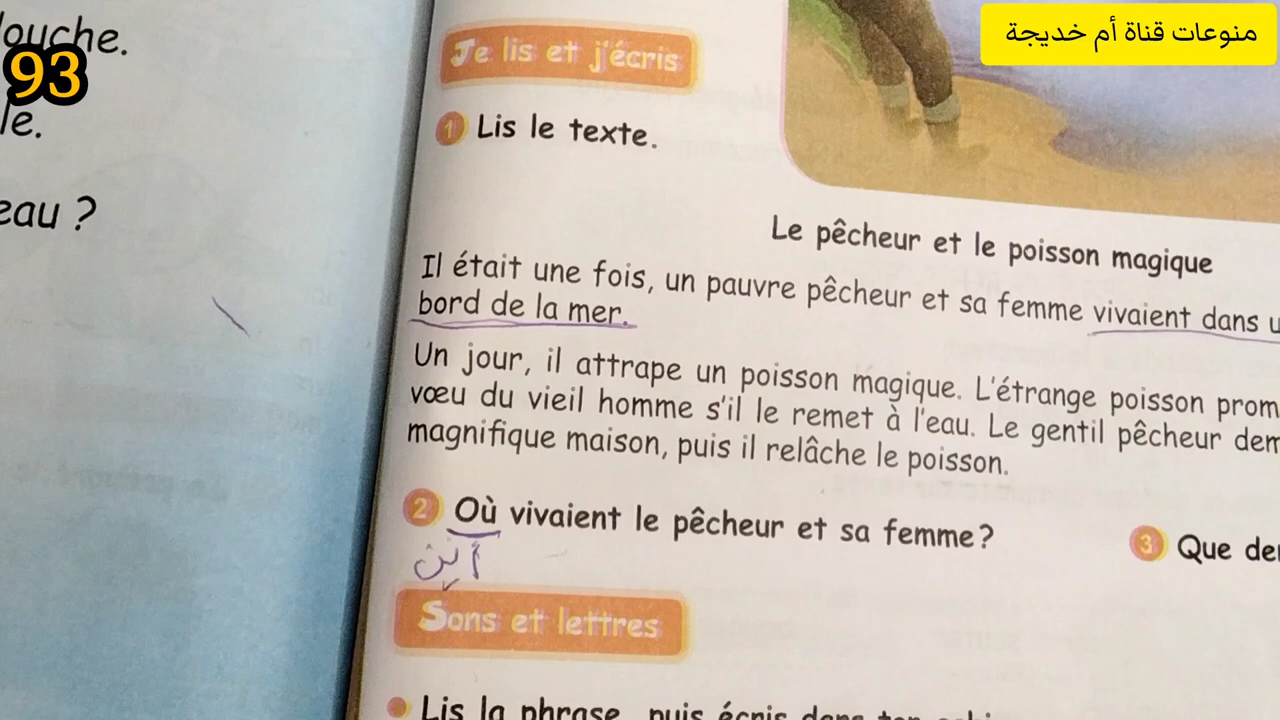 منوعات قناة أم خديجة
93
louche.
le.
eau ?
Je lis et j'écris
1 Lis le texte.
Le pêcheur et le poisson magique
Il était une fois, un pauvre pêcheur et sa femme vivaient dans
bord de la mer.
Un jour, il attrape un poisson magique. L'étrange poisson prom
vœu du vieil homme s'il le remet à l'eau. Le gentil pêcheur dem
magnifique maison, puis il relâche le poisson.
2 Où vivaient le pêcheur et sa femme ?
أين
3 Que de
Sons et lettres
Lis la phrase, puis écris dans ton